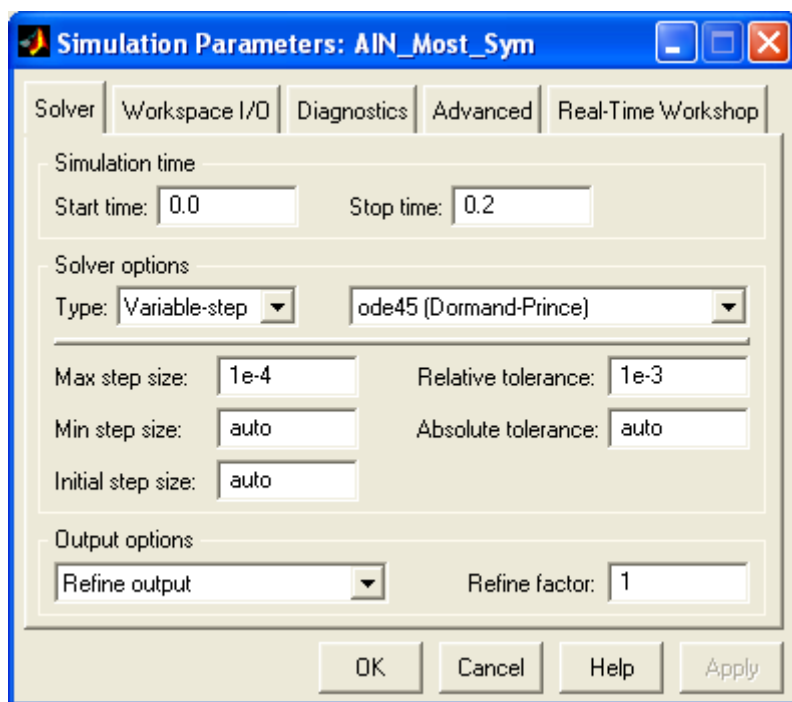 Simulation Parameters: AIN_Most_Sym
Solver Workspace I/O Diagnostics Advanced Real-Time Workshop
Simulation time
Start time: 0.0 Stop time: 0.2
Solver options
Type: Variable-step ode45 (Dormand-Prince)
Max step size: 1e-4 Relative tolerance: 1e-3
Min step size: auto Absolute tolerance: auto
Initial step size: auto
Output options
Refine output Refine factor: 1
OK Cancel Help Apply